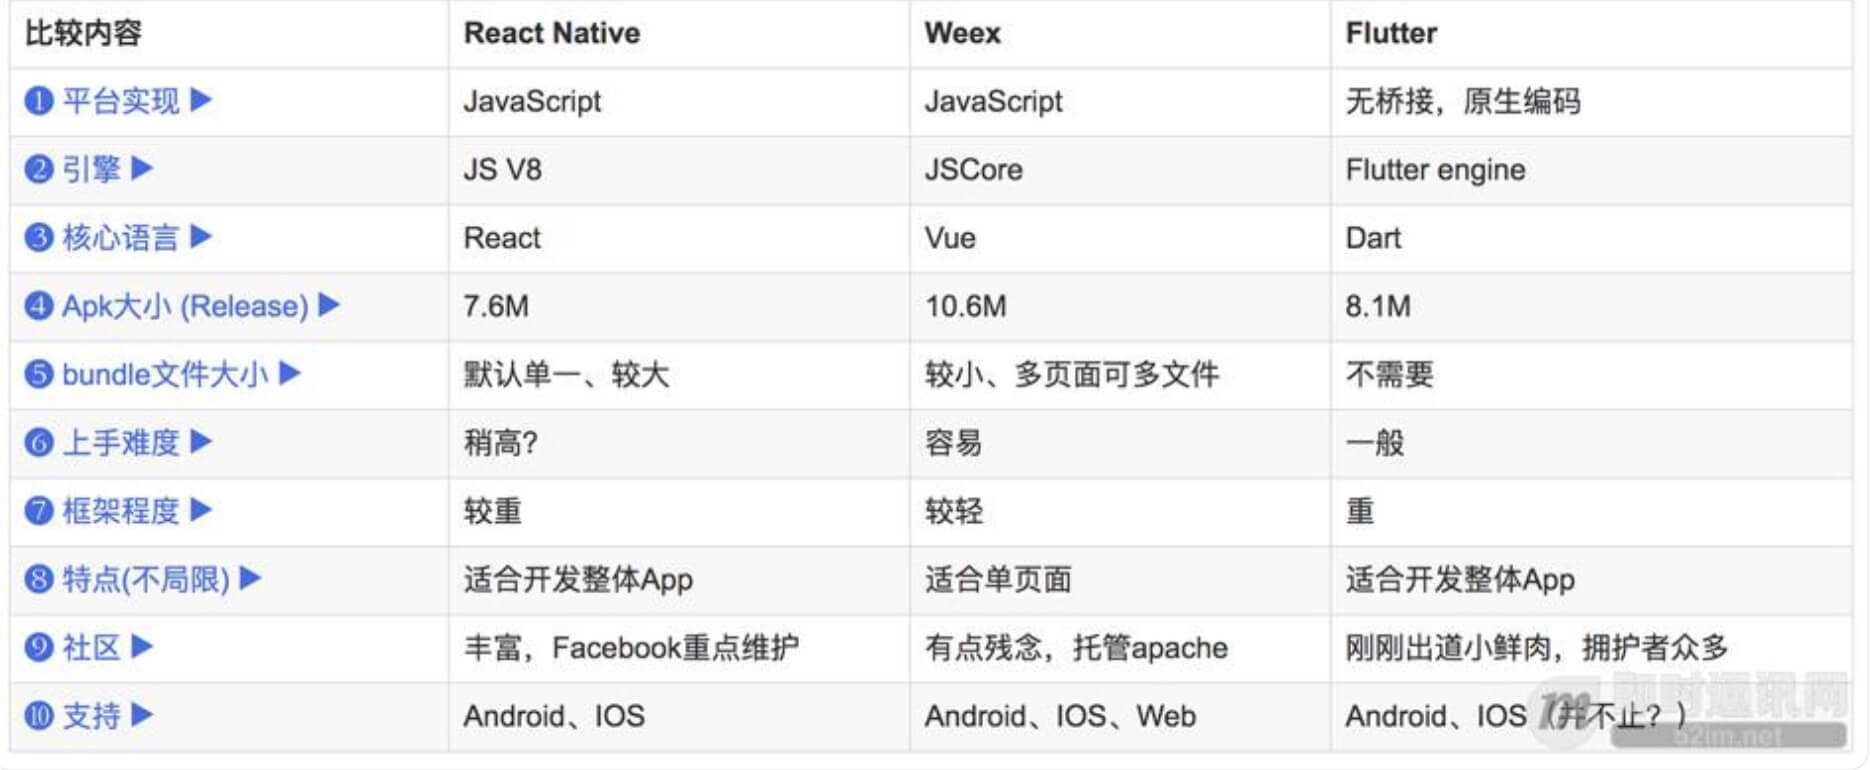 比较内容 React Native Weex Flutter
❶ 平台实现 ▶ JavaScript JavaScript 无桥接，原生编码
❷ 引擎 ▶ JS V8 JSCore Flutter engine
❸ 核心语言 ▶ React Vue Dart
❹ Apk大小 (Release) ▶ 7.6M 10.6M 8.1M
❺ bundle文件大小 ▶ 默认单一、较大 较小、多页面可多文件 不需要
❻ 上手难度 ▶ 稍高? 容易 一般
❼ 框架程度 ▶ 较重 较轻 重
❽ 特点(不局限) ▶ 适合开发整体App 适合单页面 适合开发整体App
❾ 社区 ▶ 丰富，Facebook重点维护 有点残念，托管apache 刚刚出道小鲜肉，拥护者众多
❿ 支持 ▶ Android、IOS Android、IOS、Web Android、IOS（并不止？)
即时通讯网
52im.net